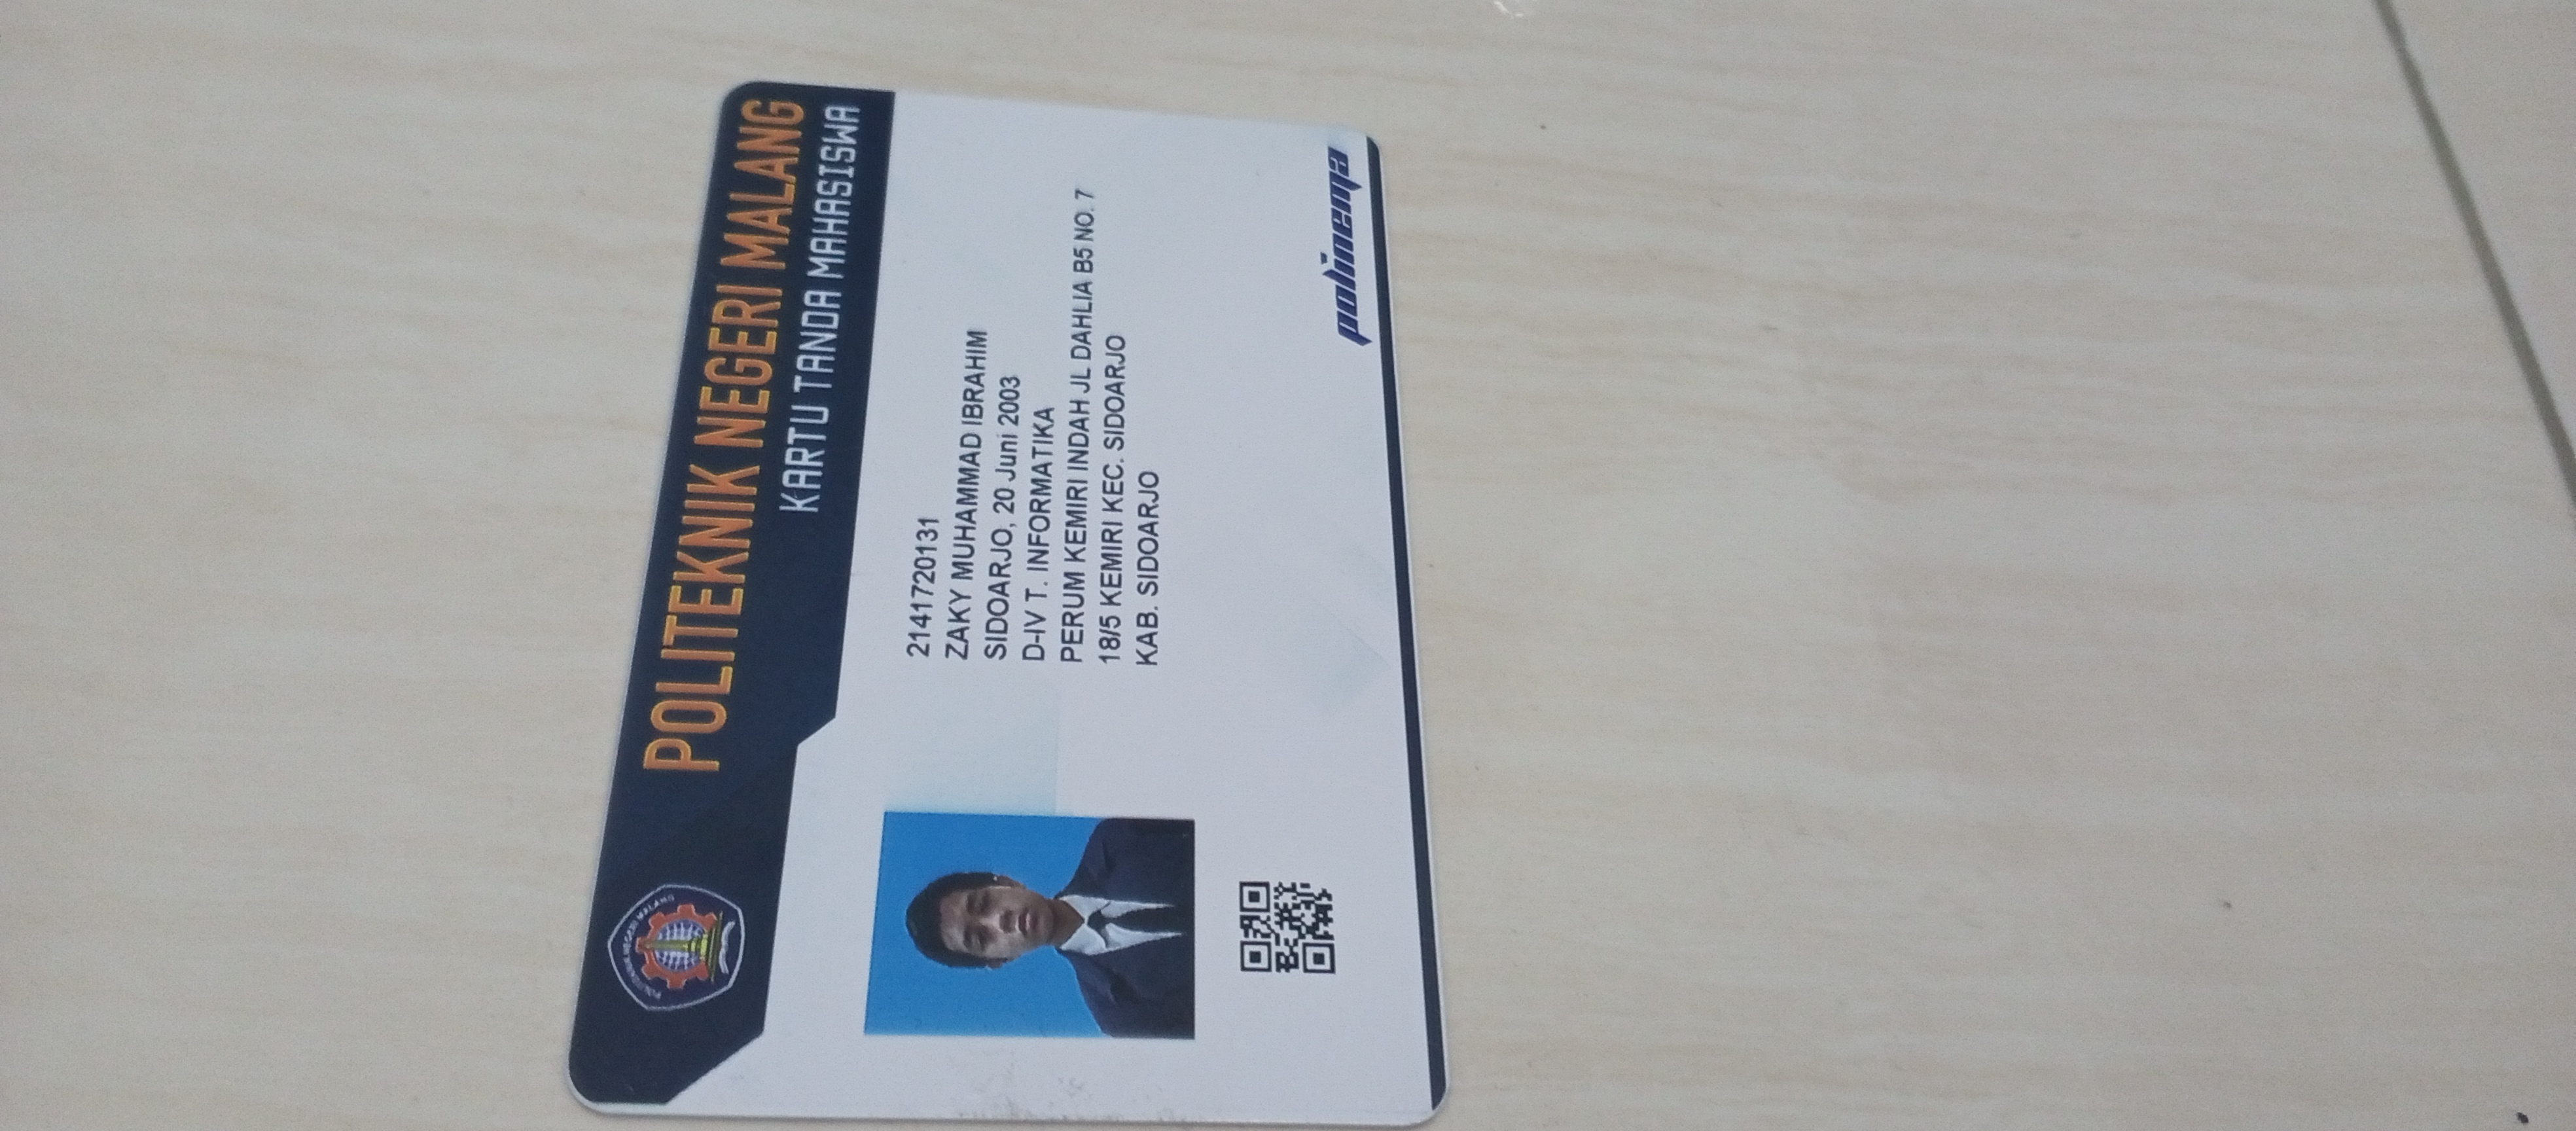 POLITEKNIK NEGERI MALANG
KARTU TANDA MAHASISWA
POLITEKNIK NEGERI MALANG
2141720131
ZAKY MUHAMMAD IBRAHIM
SIDOARJO, 20 Juni 2003
D-IV T. INFORMATIKA
PERUM KEMIRI INDAH JL DAHLIA B5 NO. 7
18/5 KEMIRI KEC. SIDOARJO
KAB. SIDOARJO
polinema